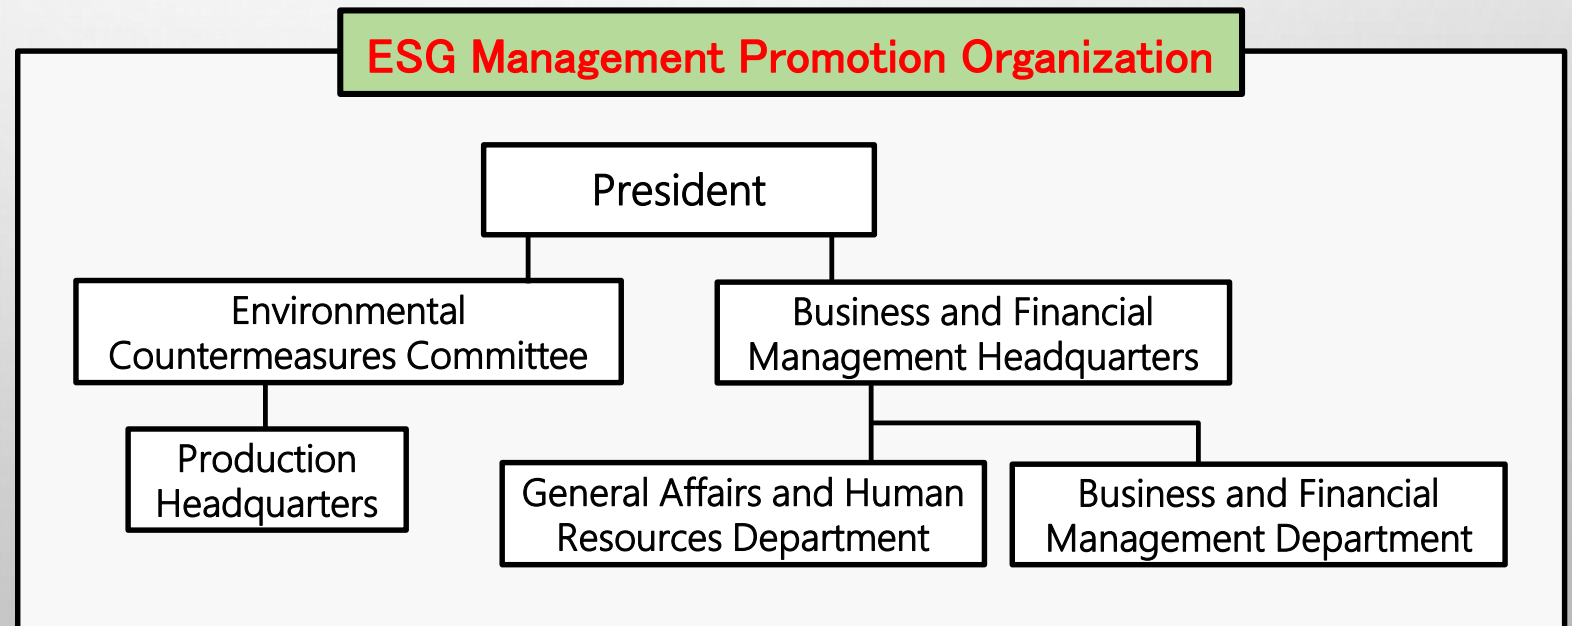 ESG Management Promotion Organization
President
Environmental
Countermeasures Committee
Business and Financial
Management Headquarters
Production
Headquarters
General Affairs and Human
Resources Department
Business and Financial
Management Department